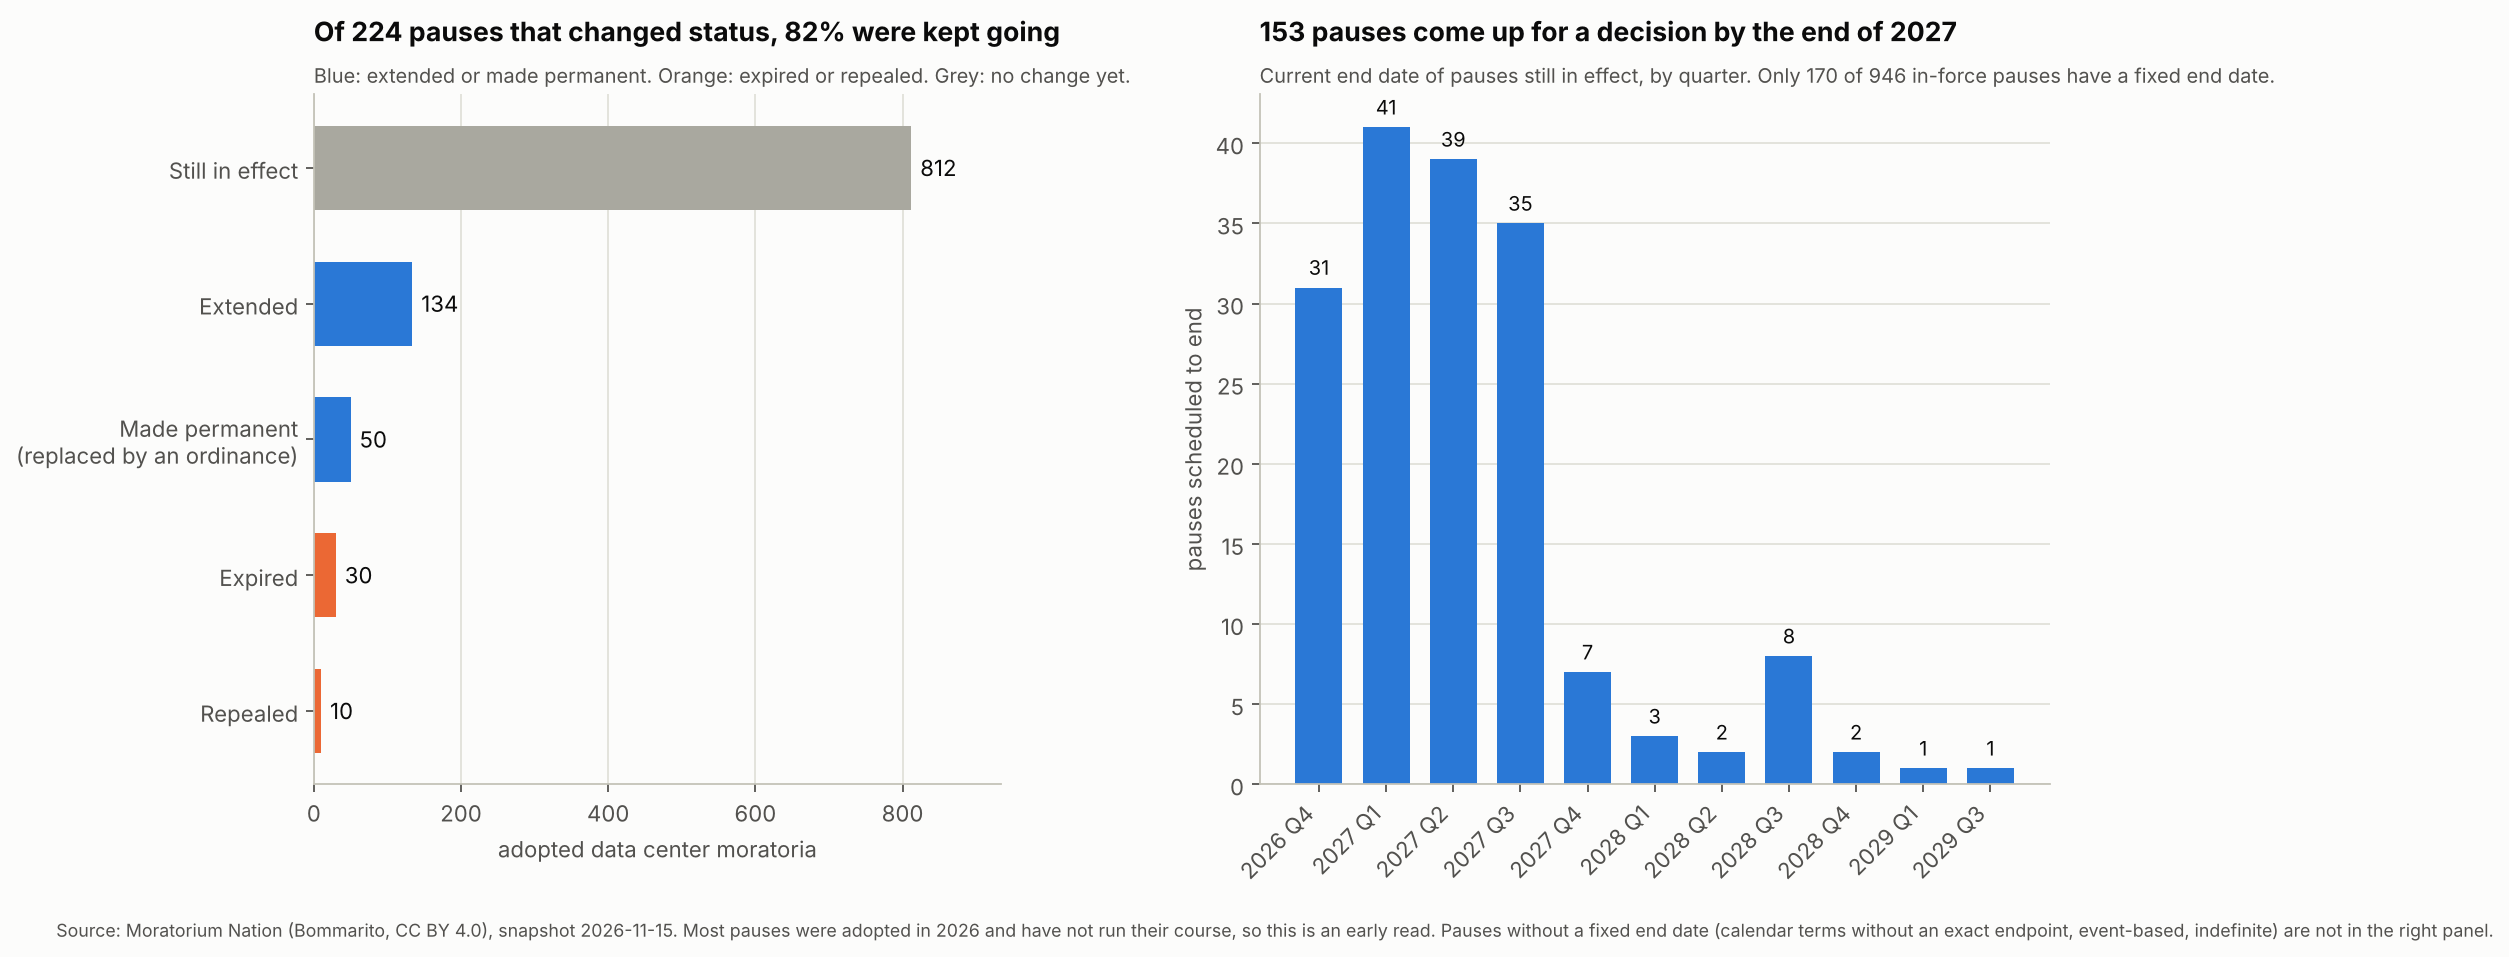 Of 224 pauses that changed status, 82% were kept going
Blue: extended or made permanent. Orange: expired or repealed. Grey: no change yet.
Still in effect
812
Extended
134
Made permanent
(replaced by an ordinance)
50
Expired
30
Repealed
10
0
200
400
600
800
adopted data center moratoria
153 pauses come up for a decision by the end of 2027
Current end date of pauses still in effect, by quarter. Only 170 of 946 in-force pauses have a fixed end date.
pauses scheduled to end
40
35
30
25
20
15
10
5
0
31
41
39
35
7
3
2
8
2
1
1
2026 Q4
2027 Q1
2027 Q2
2027 Q3
2027 Q4
2028 Q1
2028 Q2
2028 Q3
2028 Q4
2029 Q1
2029 Q3
Source: Moratorium Nation (Bommarito, CC BY 4.0), snapshot 2026-11-15. Most pauses were adopted in 2026 and have not run their course, so this is an early read. Pauses without a fixed end date (calendar terms without an exact endpoint, event-based, indefinite) are not in the right panel.